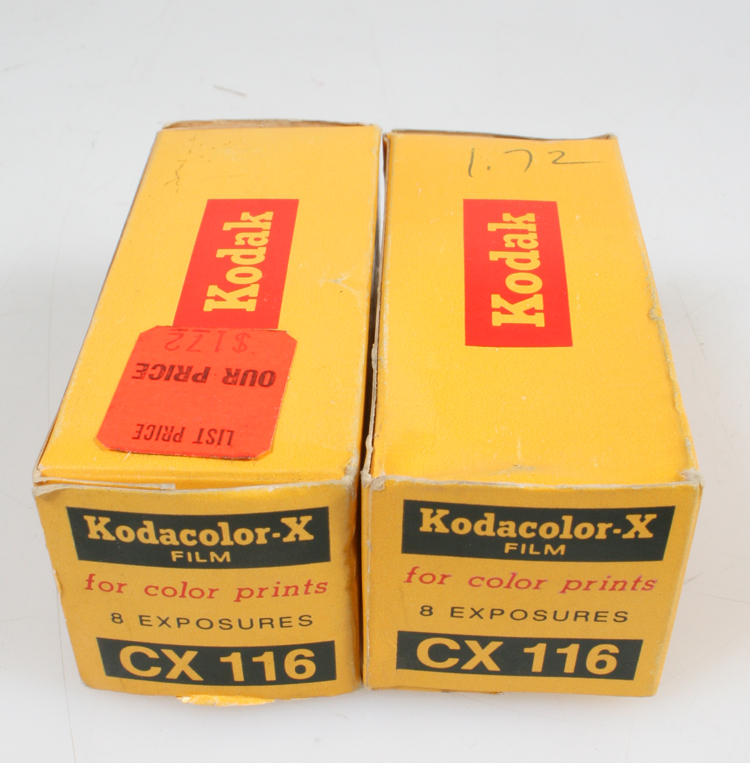 Kodak
$1.72
OUR PRICE
LIST PRICE
Kodacolor-X
FILM
for color prints
8 EXPOSURES
CX 116
1.72
Kodak
Kodacolor-X
FILM
for color prints
8 EXPOSURES
CX 116